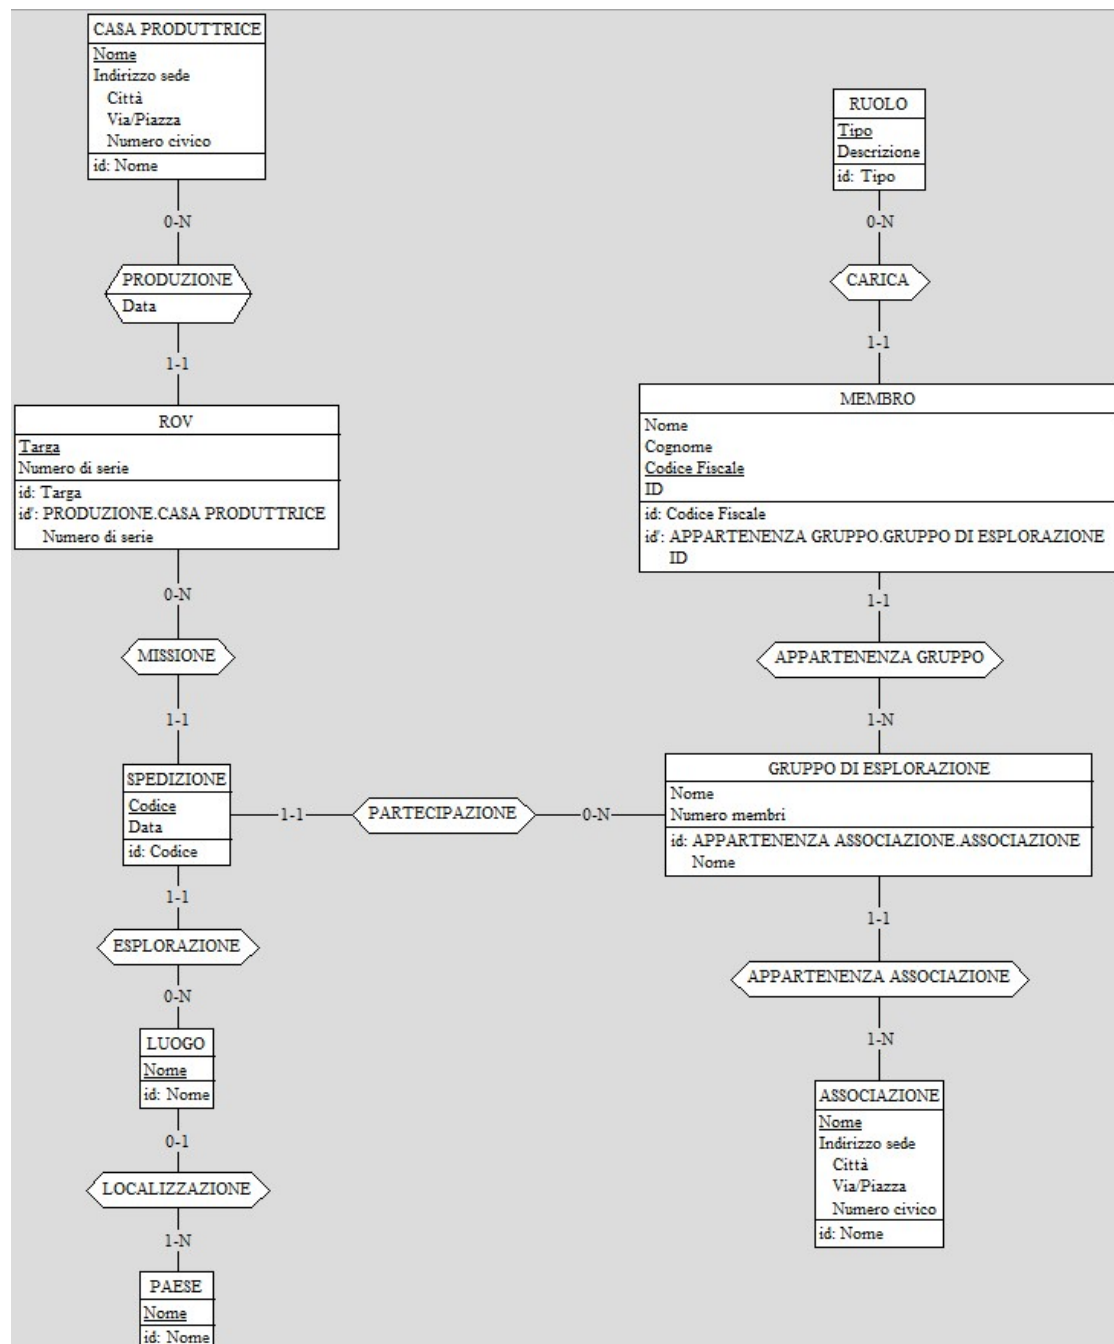 CASA PRODUTTRICE
Nome
Indirizzo sede
Città
Via/Piazza
Numero civico
id: Nome
0-N
PRODUZIONE
Data
1-1
ROV
Targa
Numero di serie
id: Targa
id': PRODUZIONE.CASA PRODUTTRICE
Numero di serie
0-N
MISSIONE
1-1
SPEDIZIONE
Codice
Data
id: Codice
1-1
PARTECIPAZIONE
0-N
1-1
ESPLORAZIONE
0-N
LUOGO
Nome
id: Nome
0-1
LOCALIZZAZIONE
1-N
PAESE
Nome
id: Nome
RUOLO
Tipo
Descrizione
id: Tipo
0-N
CARICA
1-1
MEMBRO
Nome
Cognome
Codice Fiscale
ID
id: Codice Fiscale
id': APPARTENENZA GRUPPO.GRUPPO DI ESPLORAZIONE
ID
1-1
APPARTENENZA GRUPPO
1-N
GRUPPO DI ESPLORAZIONE
Nome
Numero membri
id: APPARTENENZA ASSOCIAZIONE.ASSOCIAZIONE
Nome
1-1
APPARTENENZA ASSOCIAZIONE
1-N
ASSOCIAZIONE
Nome
Indirizzo sede
Città
Via/Piazza
Numero civico
id: Nome